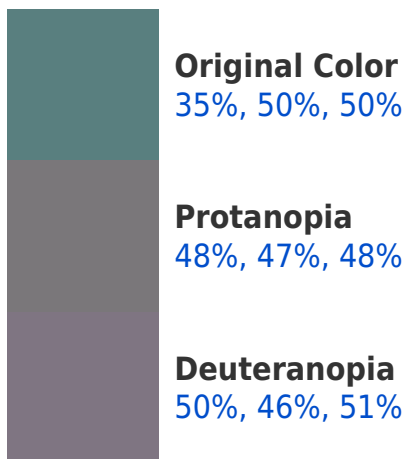 Original Color
35%, 50%, 50%
Protanopia
48%, 47%, 48%
Deuteranopia
50%, 46%, 51%